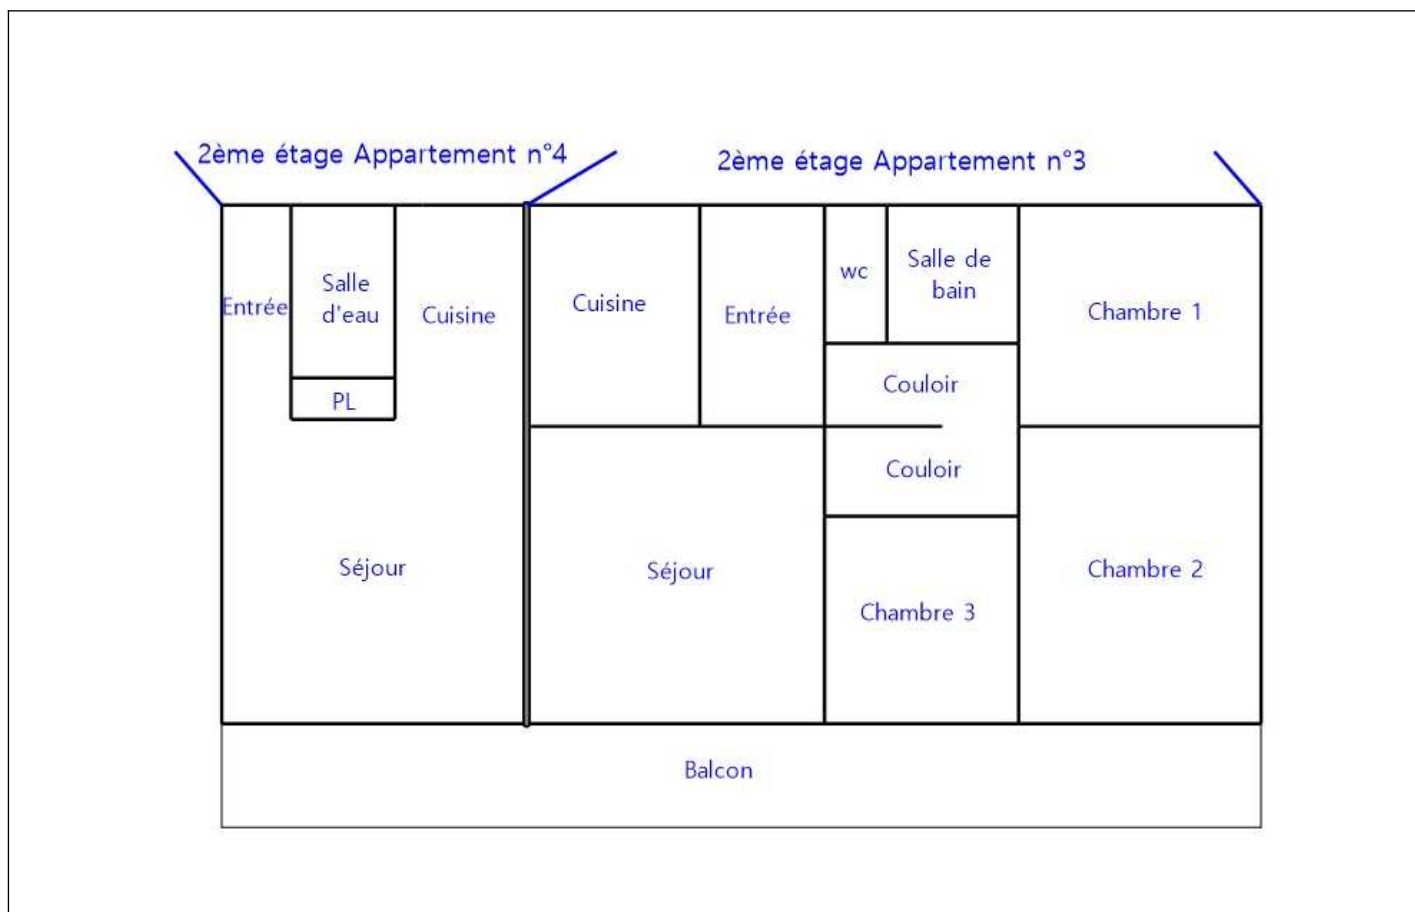 2ème étage Appartement n°4
2ème étage Appartement n°3
Entrée
Salle
d'eau
Cuisine
PL
Séjour
Cuisine
Entrée
wc
Salle de
bain
Chambre 1
Couloir
Couloir
Séjour
Chambre 3
Chambre 2
Balcon